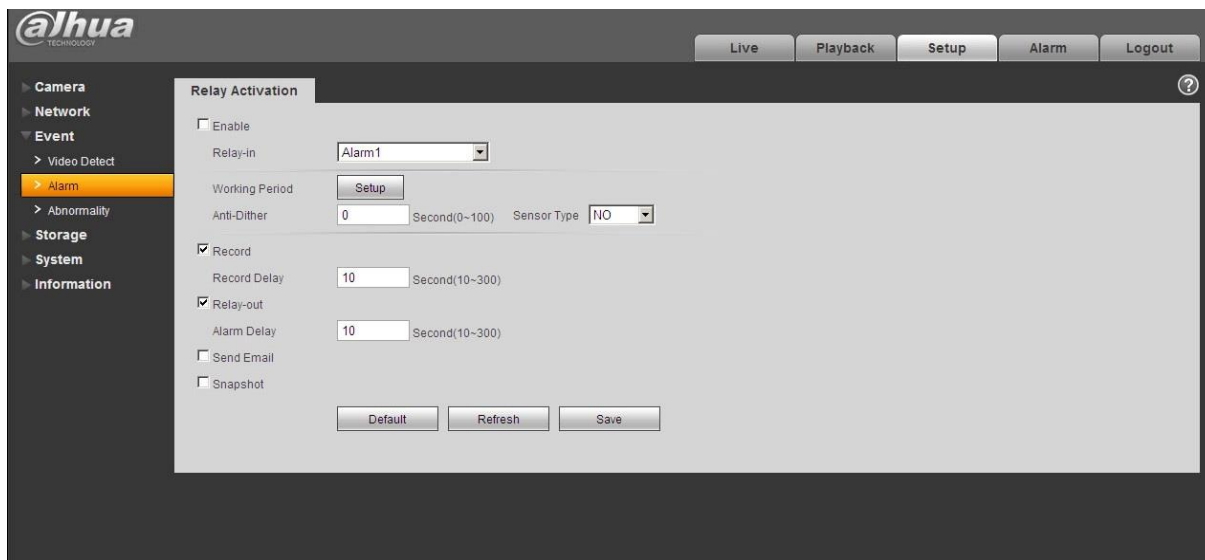 alhua
TECHNOLOGY
Live Playback Setup Alarm Logout
Camera
Network
Event
> Video Detect
> Alarm
> Abnormality
Storage
System
Information
Relay Activation
?
Enable
Relay-in Alarm1
Working Period Setup
Anti-Dither 0 Second(0~100) Sensor Type NO
Record
Record Delay 10 Second(10~300)
Relay-out
Alarm Delay 10 Second(10~300)
Send Email
Snapshot
Default Refresh Save